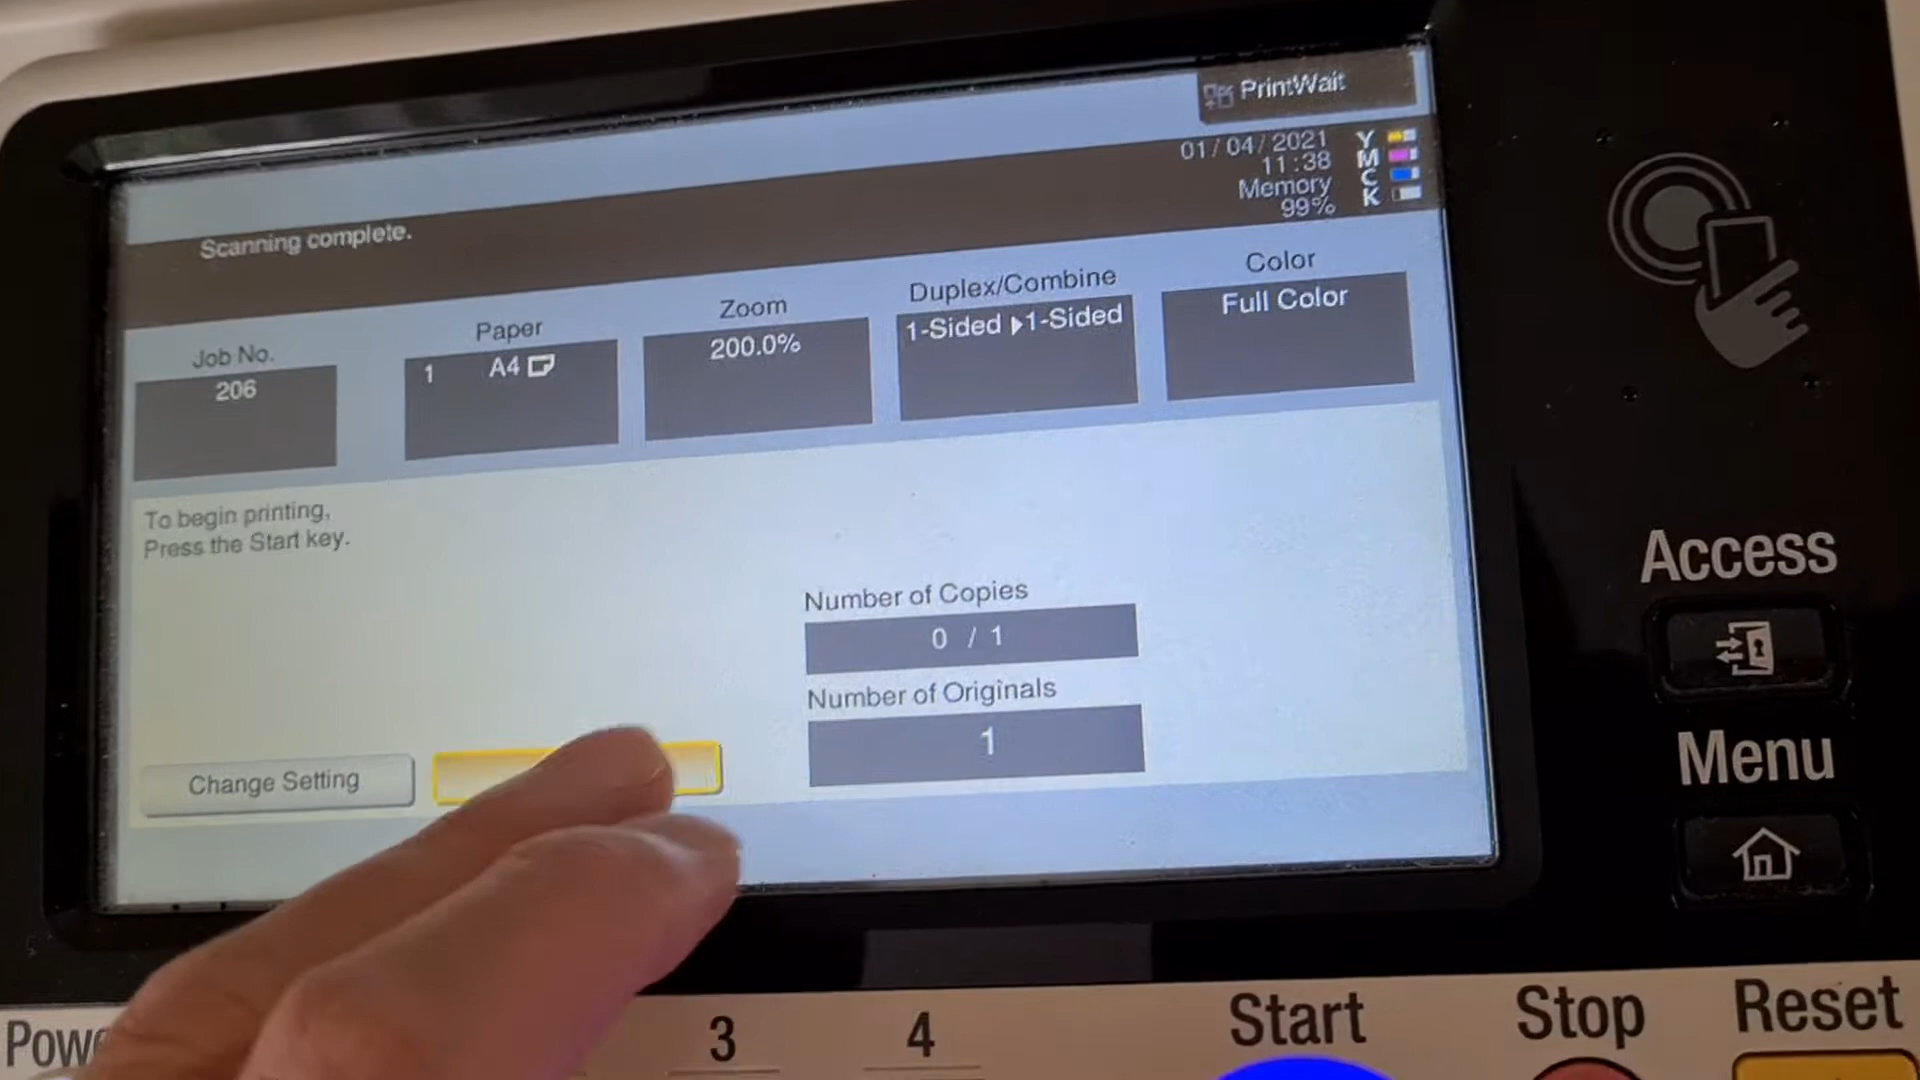 PrintWait
01/04/2021
11:38
Memory
99%
Y
M
C
K
Scanning complete.
Job No.
206
Paper
1 A4
Zoom
200.0%
Duplex/Combine
1-Sided ▶1-Sided
Color
Full Color
To begin printing,
Press the Start key.
Number of Copies
0 / 1
Number of Originals
1
Change Setting
Access
Menu
3
4
Start
Stop
Reset